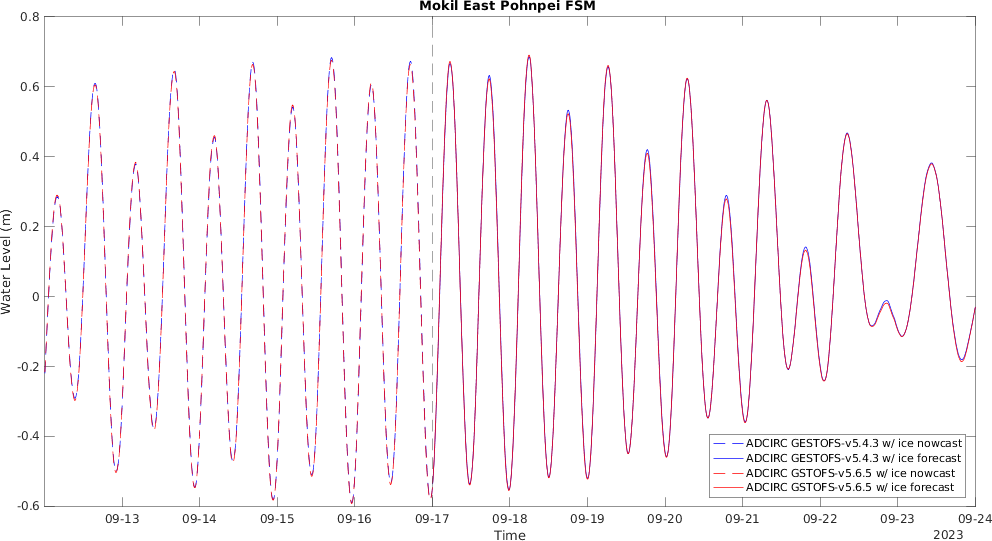 Mokil East Pohnpei FSM
0.8
0.6
0.4
0.2
0
-0.2
-0.4
-0.6
Water Level (m)
09-13 09-14 09-15 09-16 09-17 09-18 09-19 09-20 09-21 09-22 09-23 09-24
Time
2023
ADCIRC GESTOFS-v5.4.3 w/ ice nowcast
ADCIRC GESTOFS-v5.4.3 w/ ice forecast
ADCIRC GSTOFS-v5.6.5 w/ ice nowcast
ADCIRC GSTOFS-v5.6.5 w/ ice forecast